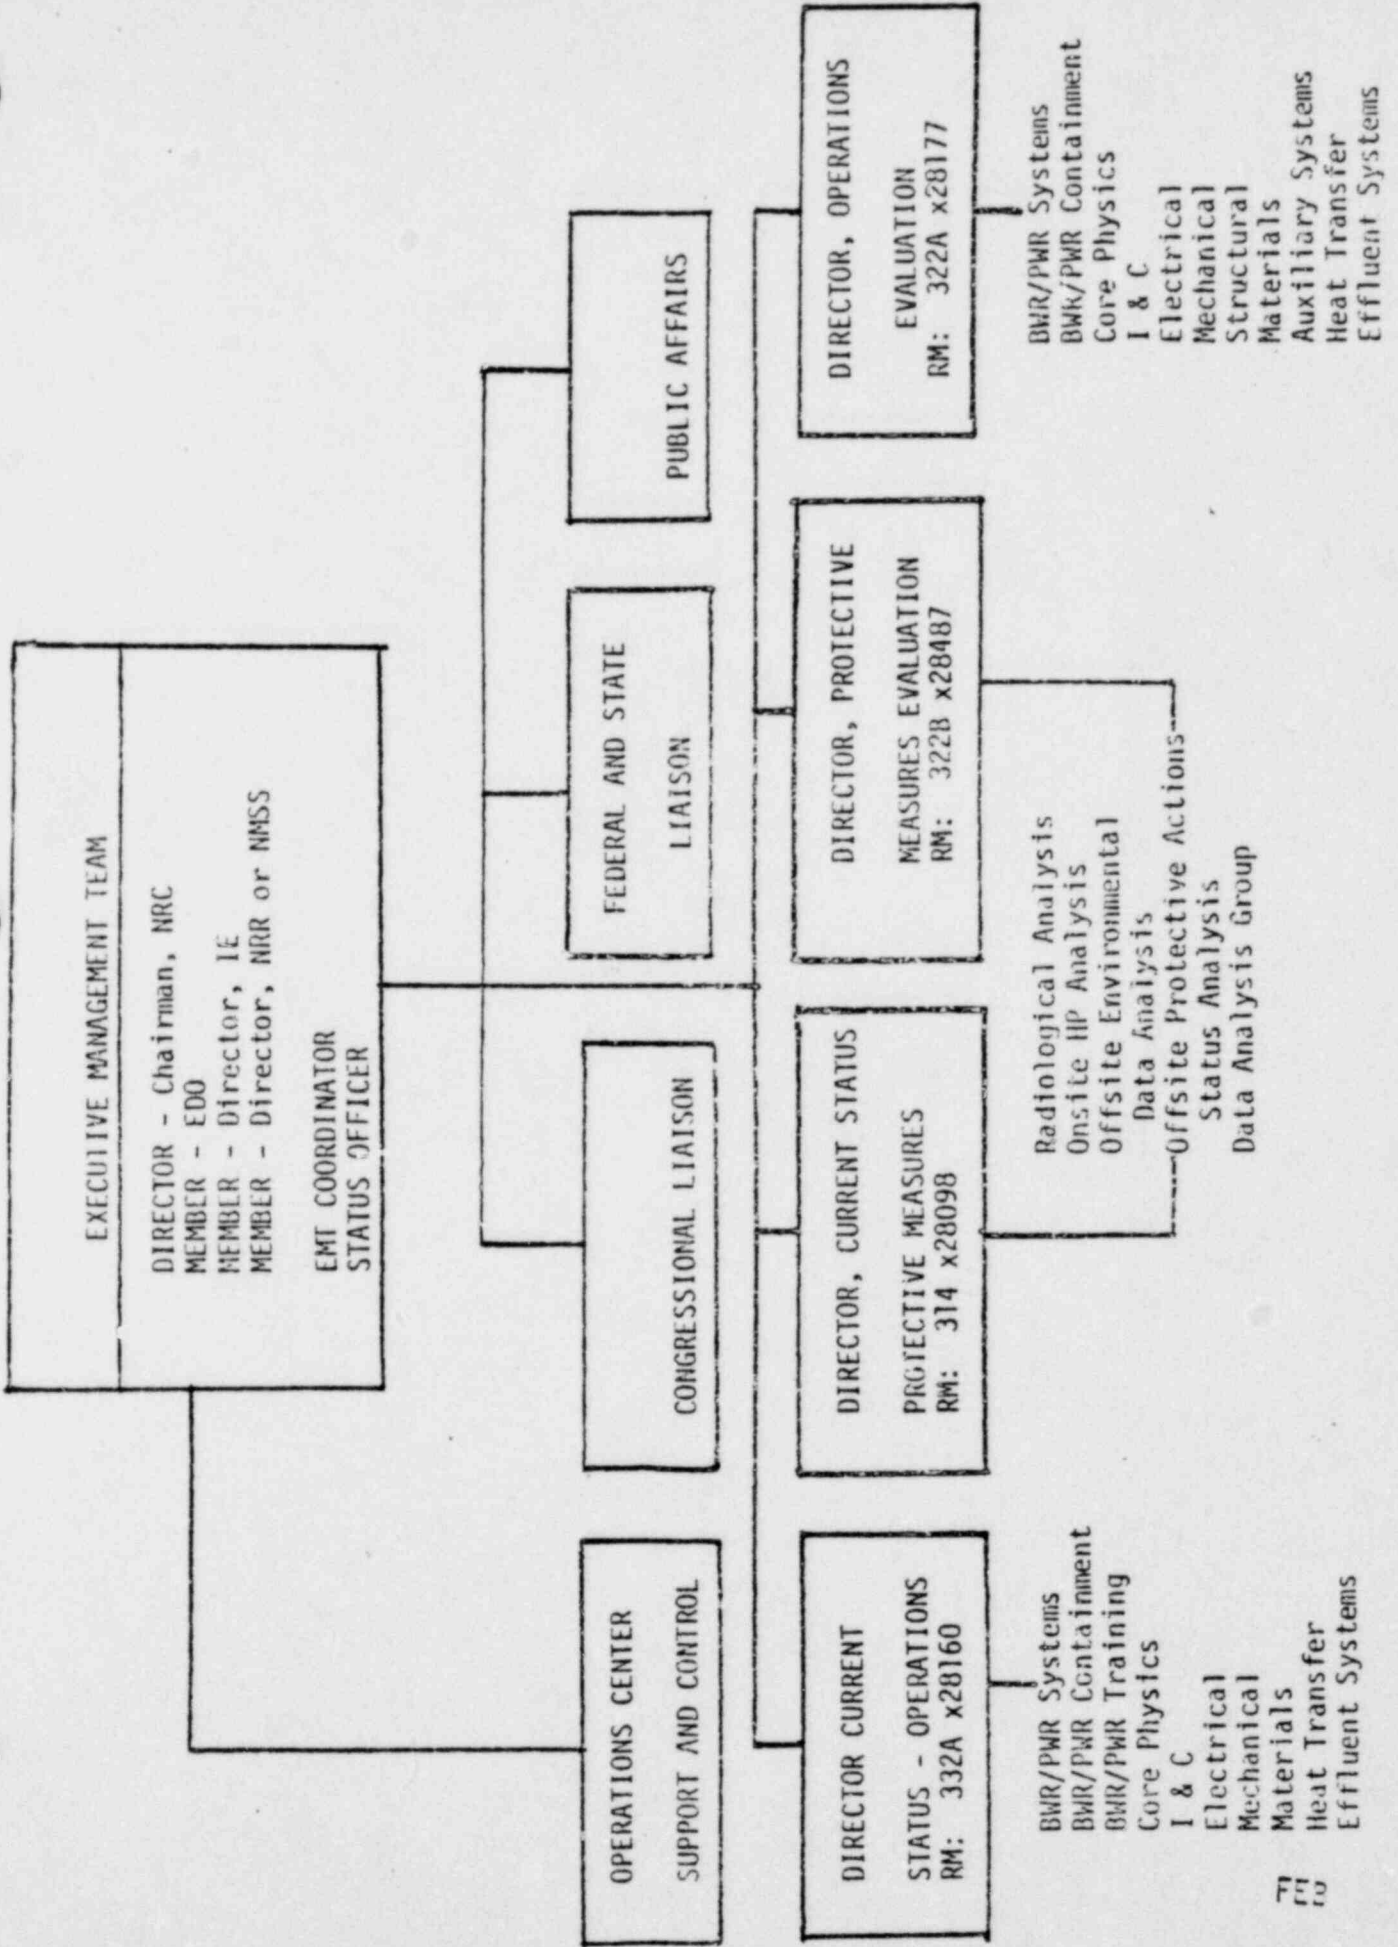 EXECUTIVE MANAGEMENT TEAM
DIRECTOR - Chairman, NRC
MEMBER - EDO
MEMBER - Director, IE
MEMBER - Director, NRR or NMSS
EMT COORDINATOR
STATUS OFFICER
OPERATIONS CENTER
SUPPORT AND CONTROL
CONGRESSIONAL LIAISON
FEDERAL AND STATE
LIAISON
PUBLIC AFFAIRS
DIRECTOR CURRENT
STATUS - OPERATIONS
RM: 332A x28160
DIRECTOR, CURRENT STATUS
PROTECTIVE MEASURES
RM: 314 x28098
DIRECTOR, PROTECTIVE
MEASURES EVALUATION
RM: 322B x28487
DIRECTOR, OPERATIONS
EVALUATION
RM: 322A x28177
BWR/PWR Systems
BWR/PWR Containment
BWR/PWR Training
Core Physics
I & C
Electrical
Mechanical
Materials
Heat Transfer
Effluent Systems
Radiological Analysis
Onsite HP Analysis
Offsite Environmental
Data Analysis
Offsite Protective Actions
Status Analysis
Data Analysis Group
BWR/PWR Systems
BWR/PWR Containment
Core Physics
I & C
Electrical
Mechanical
Structural
Materials
Auxiliary Systems
Heat Transfer
Effluent Systems